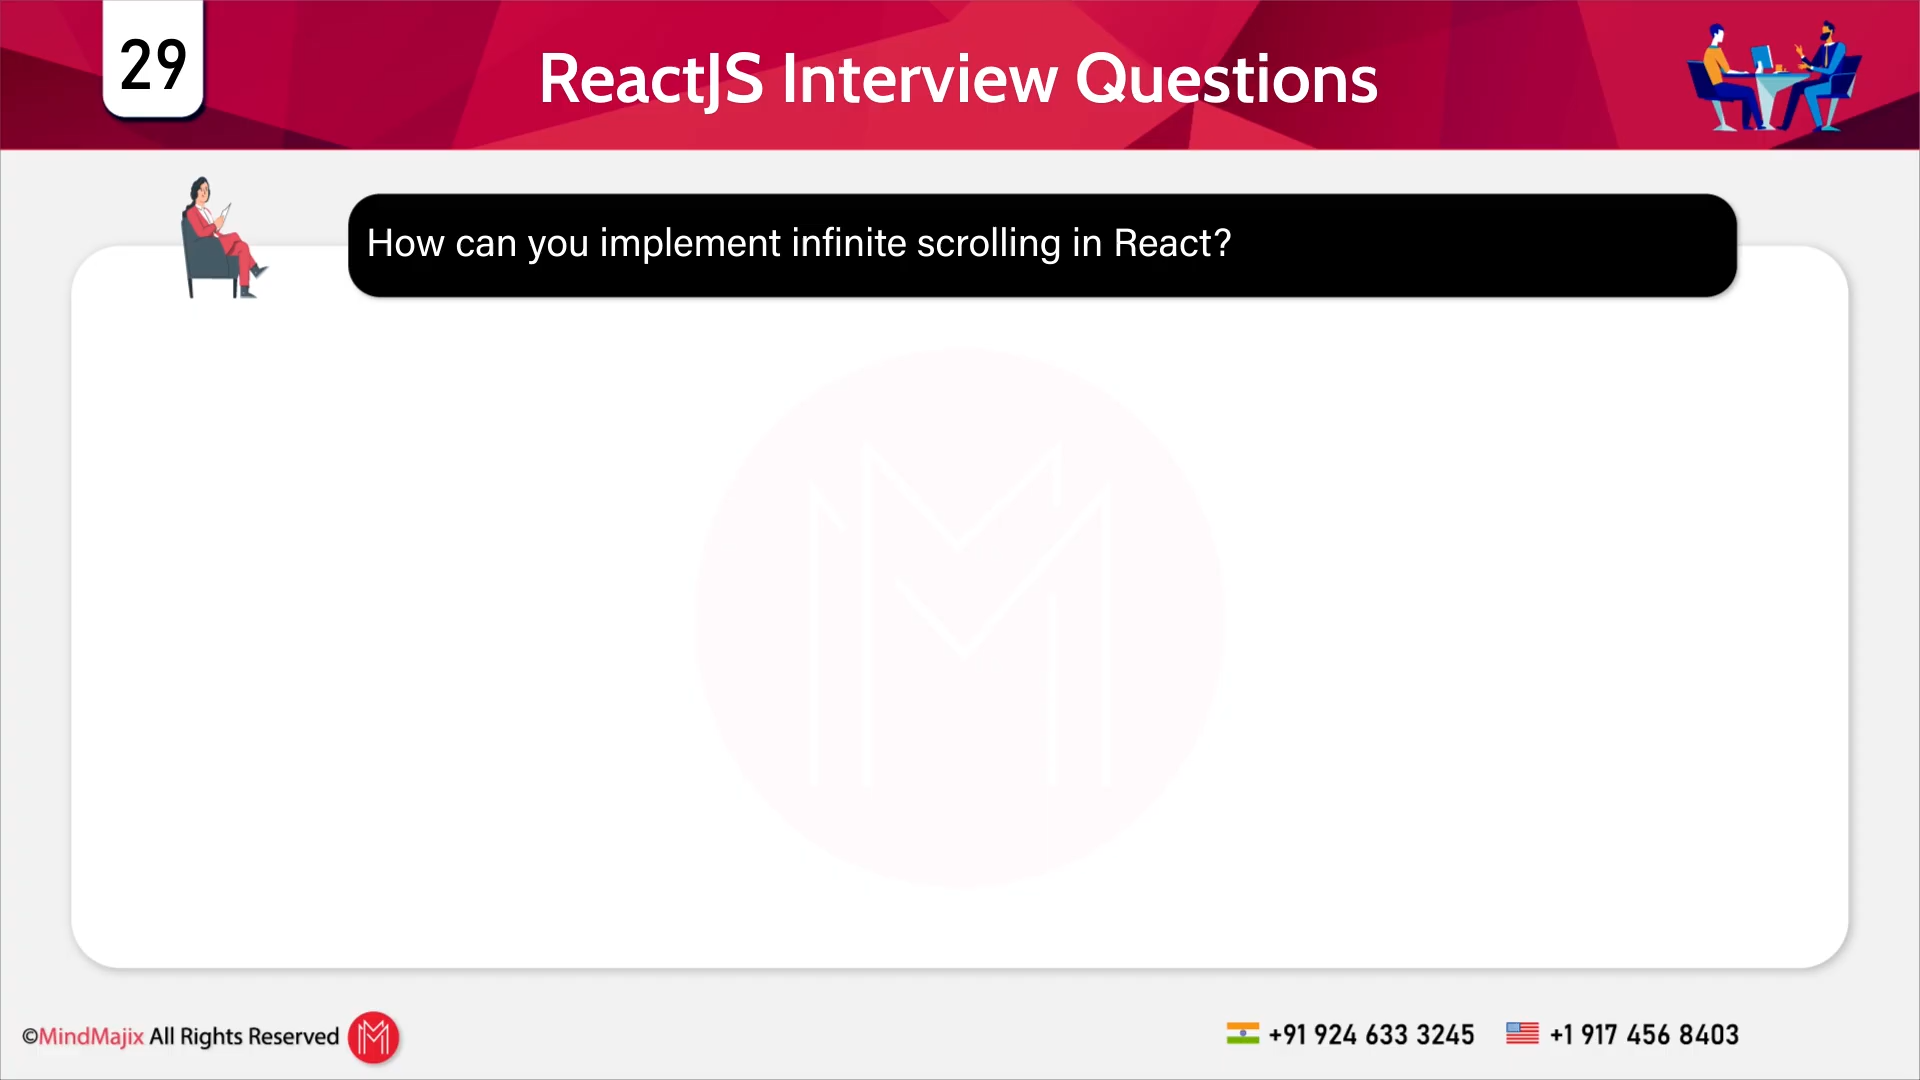 29
ReactJS Interview Questions
How can you implement infinite scrolling in React?
©MindMajix All Rights Reserved
+91 924 633 3245
+1 917 456 8403